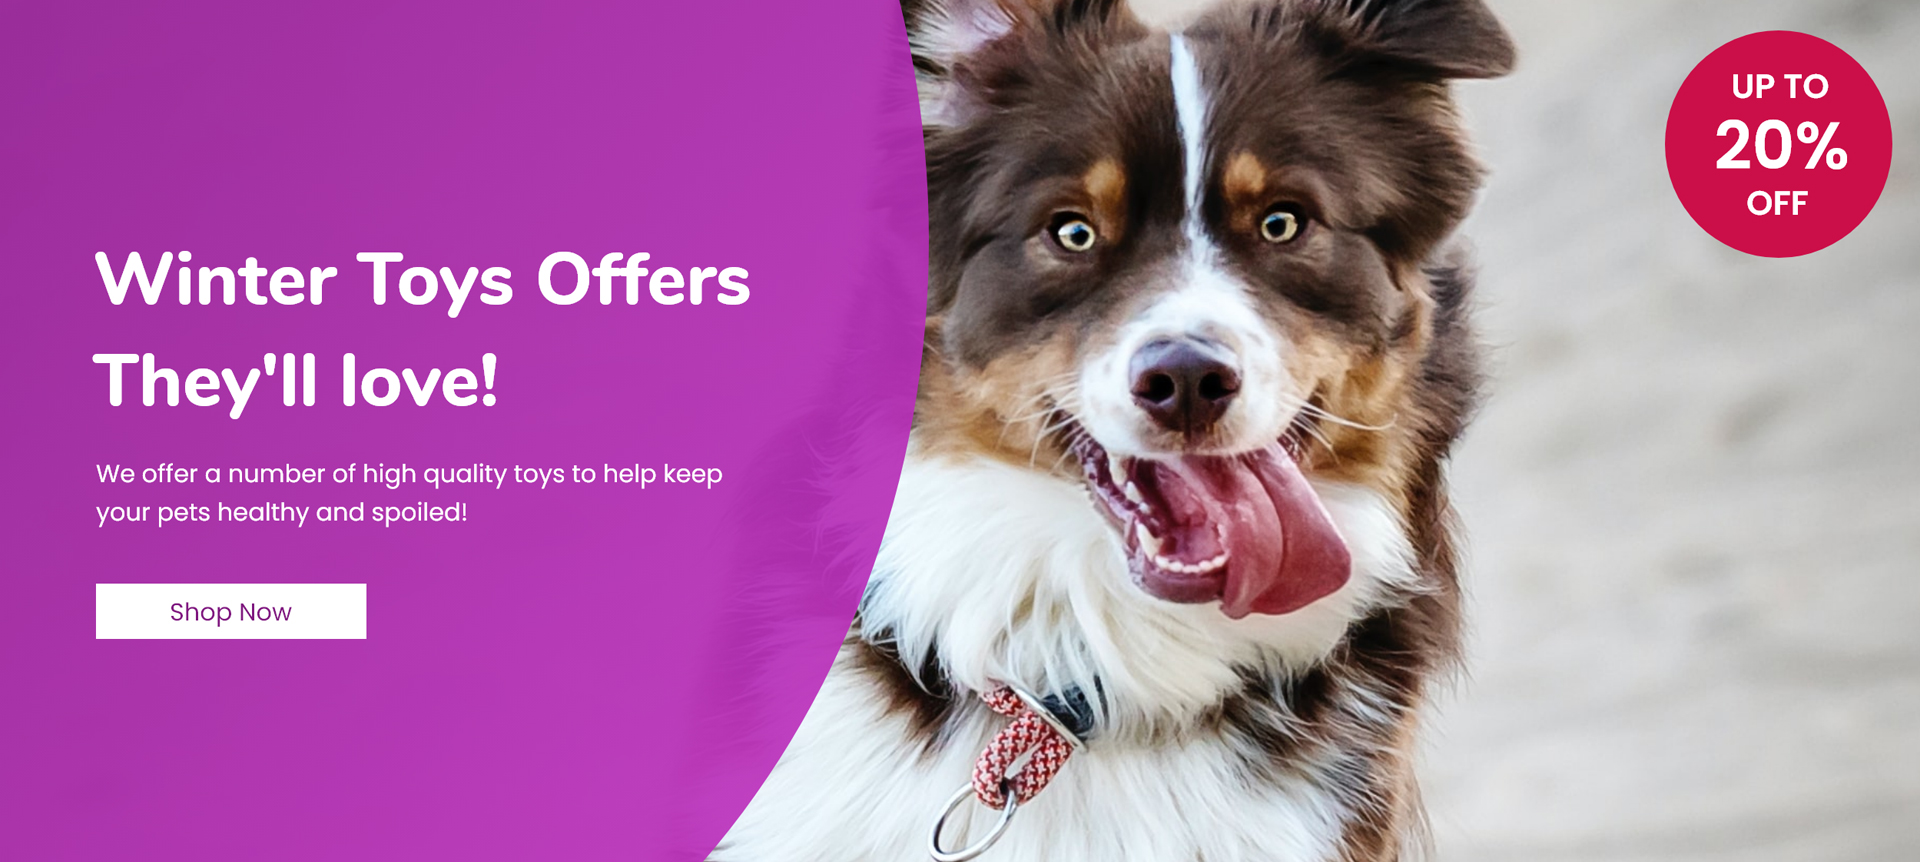 Winter Toys Offers
They'll love!
We offer a number of high quality toys to help keep
your pets healthy and spoiled!
Shop Now
UP TO
20%
OFF